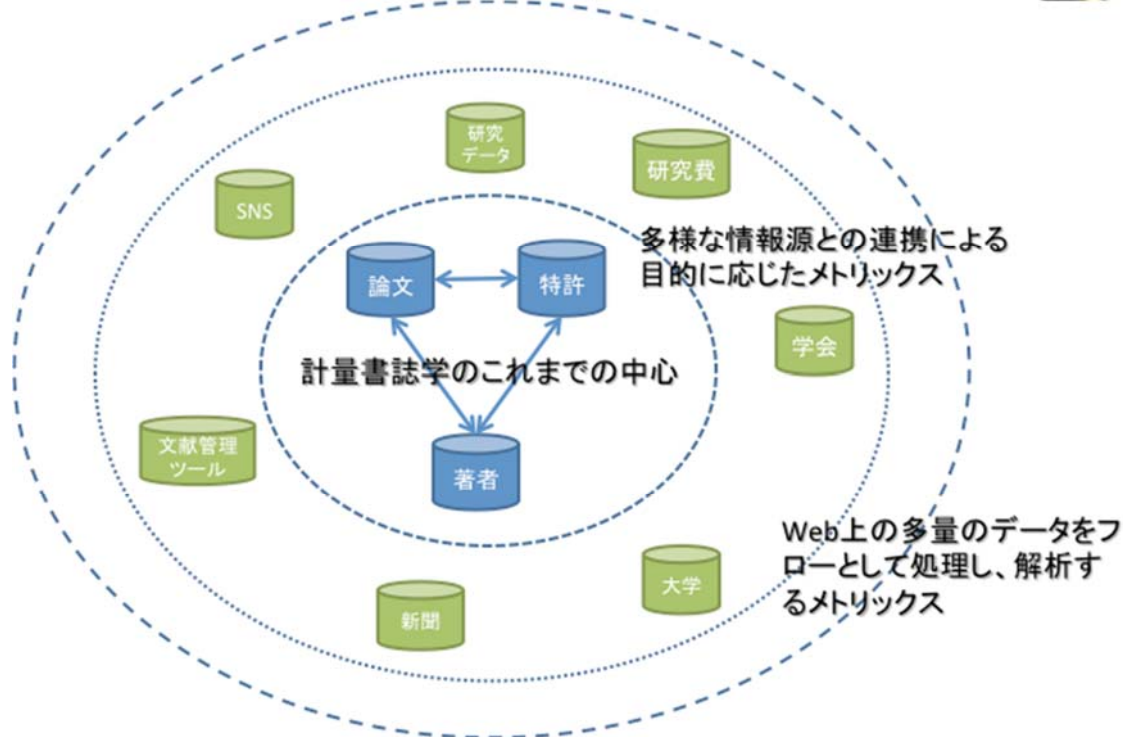 研究
データ
研究費
SNS
多様な情報源との連携による
目的に応じたメトリックス
論文
特許
学会
計量書誌学のこれまでの中心
文献管理
ツール
著者
Web上の多量のデータをフ
ローとして処理し、解析す
るメトリックス
大学
新聞